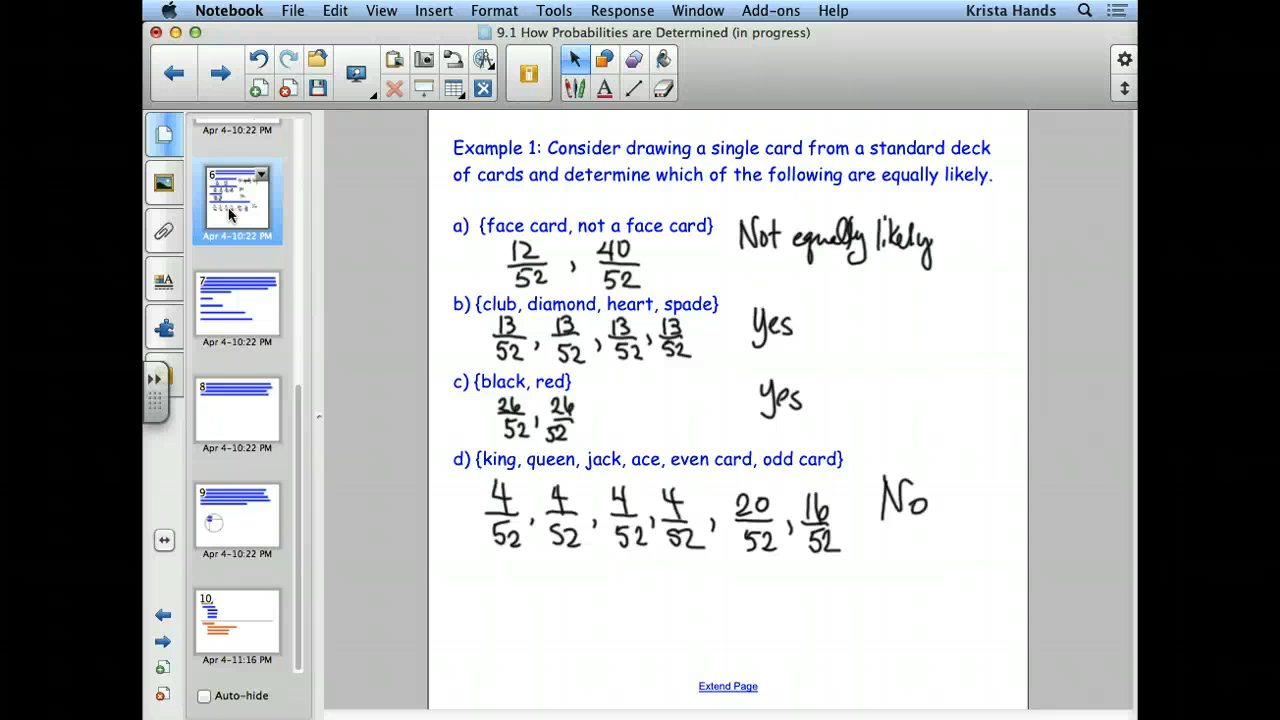 Notebook File Edit View Insert Format Tools Response Window Add-ons Help Krista Hands
9.1 How Probabilities are Determined (in progress)
Apr 4-10:22 PM
6
Apr 4-10:22 PM
7
Apr 4-10:22 PM
8
Apr 4-10:22 PM
9
Apr 4-10:22 PM
10
Apr 4-11:16 PM
Auto-hide
Example 1: Consider drawing a single card from a standard deck
of cards and determine which of the following are equally likely.
a) {face card, not a face card} Not equally likely
12/52, 40/52
b) {club, diamond, heart, spade}
13/52, 13/52, 13/52, 13/52 yes
c) {black, red}
26/52, 26/52 yes
d) {king, queen, jack, ace, even card, odd card}
4/52, 4/52, 4/52, 4/52, 20/52, 16/52 No
Extend Page